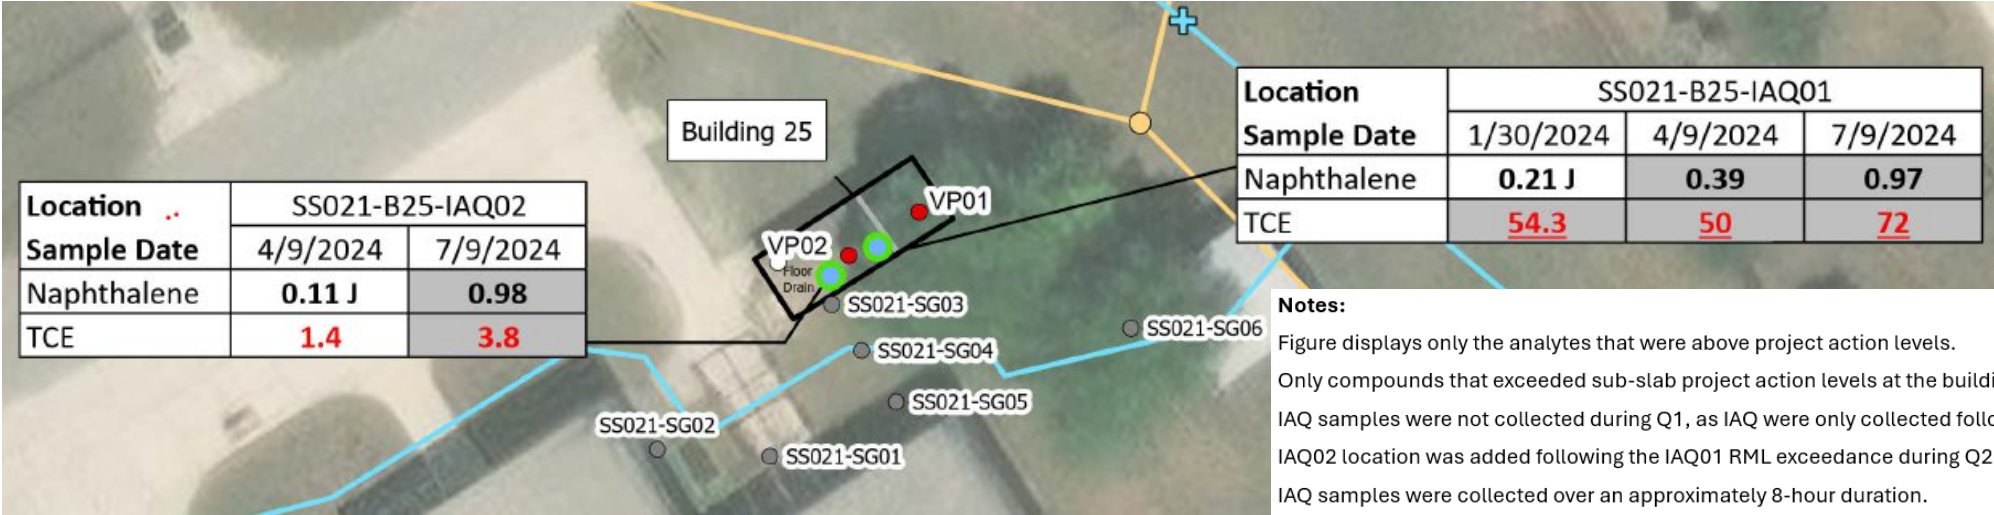 Location
SS021-B25-IAQ01
Sample Date
1/30/2024
4/9/2024
7/9/2024
Naphthalene
0.21 J
0.39
0.97
TCE
54.3
50
72
Building 25
Location
SS021-B25-IAQ02
Sample Date
4/9/2024
7/9/2024
Naphthalene
0.11 J
0.98
TCE
1.4
3.8
VP01
VP02
Floor
Drain
SS021-SG03
SS021-SG06
SS021-SG04
SS021-SG05
SS021-SG02
SS021-SG01
Notes:
Figure displays only the analytes that were above project action levels.
Only compounds that exceeded sub-slab project action levels at the buildi
IAQ samples were not collected during Q1, as IAQ were only collected follo
IAQ02 location was added following the IAQ01 RML exceedance during Q2
IAQ samples were collected over an approximately 8-hour duration.